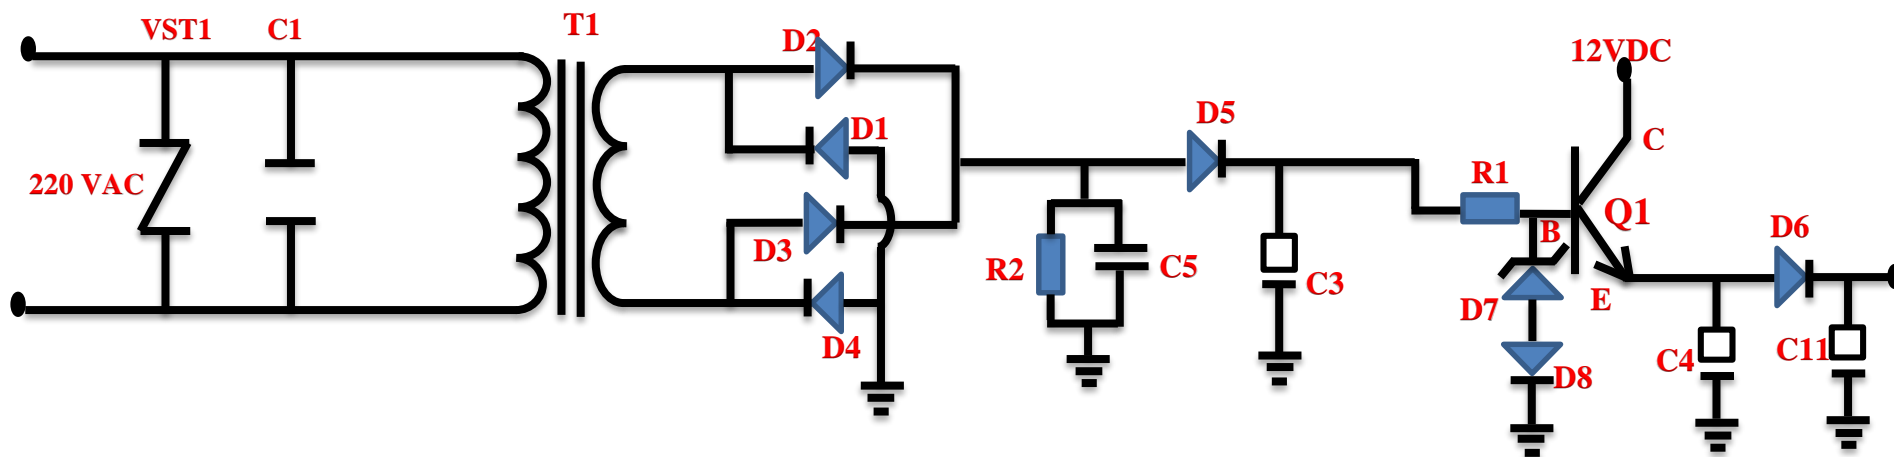 VST1
C1
T1
220 VAC
D2
D1
D3
D4
R2
C5
D5
C3
R1
12VDC
C
Q1
B
E
D7
D8
D6
C4
C11